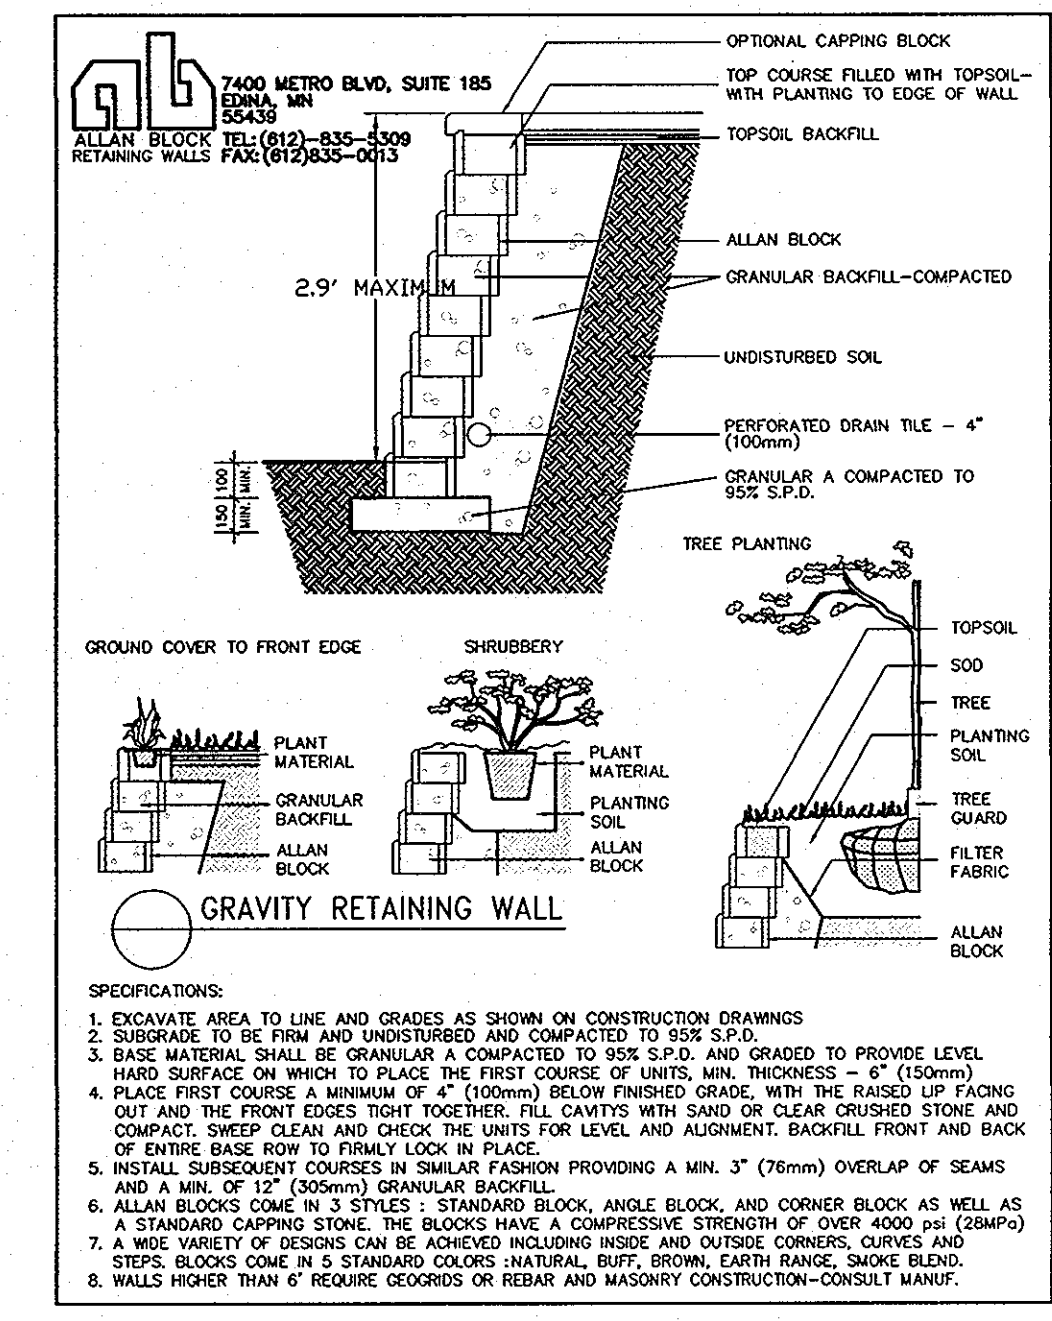 7400 METRO BLVD, SUITE 185
EDINA, MN
55439
ALLAN BLOCK
RETAINING WALLS
TEL:(612)-835-5309
FAX:(612)835-0013
OPTIONAL CAPPING BLOCK
TOP COURSE FILLED WITH TOPSOIL-
WITH PLANTING TO EDGE OF WALL
TOPSOIL BACKFILL
ALLAN BLOCK
GRANULAR BACKFILL-COMPACTED
2.9' MAXIMUM
UNDISTURBED SOIL
PERFORATED DRAIN TILE - 4"
(100mm)
GRANULAR A COMPACTED TO
95% S.P.D.
100
MIN.
150
MIN.
TREE PLANTING
TOPSOIL
SOD
TREE
PLANTING
SOIL
TREE
GUARD
FILTER
FABRIC
ALLAN
BLOCK
GROUND COVER TO FRONT EDGE
PLANT
MATERIAL
GRANULAR
BACKFILL
ALLAN
BLOCK
SHRUBBERY
PLANT
MATERIAL
PLANTING
SOIL
ALLAN
BLOCK
GRAVITY RETAINING WALL
SPECIFICATIONS:
1. EXCAVATE AREA TO LINE AND GRADES AS SHOWN ON CONSTRUCTION DRAWINGS
2. SUBGRADE TO BE FIRM AND UNDISTURBED AND COMPACTED TO 95% S.P.D.
3. BASE MATERIAL SHALL BE GRANULAR A COMPACTED TO 95% S.P.D. AND GRADED TO PROVIDE LEVEL
HARD SURFACE ON WHICH TO PLACE THE FIRST COURSE OF UNITS, MIN. THICKNESS - 6" (150mm)
4. PLACE FIRST COURSE A MINIMUM OF 4" (100mm) BELOW FINISHED GRADE, WITH THE RAISED LIP FACING
OUT AND THE FRONT EDGES TIGHT TOGETHER. FILL CAVITYS WITH SAND OR CLEAR CRUSHED STONE AND
COMPACT. SWEEP CLEAN AND CHECK THE UNITS FOR LEVEL AND ALIGNMENT. BACKFILL FRONT AND BACK
OF ENTIRE BASE ROW TO FIRMLY LOCK IN PLACE.
5. INSTALL SUBSEQUENT COURSES IN SIMILAR FASHION PROVIDING A MIN. 3" (76mm) OVERLAP OF SEAMS
AND A MIN. OF 12" (305mm) GRANULAR BACKFILL.
6. ALLAN BLOCKS COME IN 3 STYLES : STANDARD BLOCK, ANGLE BLOCK, AND CORNER BLOCK AS WELL AS
A STANDARD CAPPING STONE. THE BLOCKS HAVE A COMPRESSIVE STRENGTH OF OVER 4000 psi (28MPa)
7. A WIDE VARIETY OF DESIGNS CAN BE ACHIEVED INCLUDING INSIDE AND OUTSIDE CORNERS, CURVES AND
STEPS. BLOCKS COME IN 5 STANDARD COLORS :NATURAL, BUFF, BROWN, EARTH RANGE, SMOKE BLEND.
8. WALLS HIGHER THAN 6' REQUIRE GEOGRIDS OR REBAR AND MASONRY CONSTRUCTION-CONSULT MANUF.